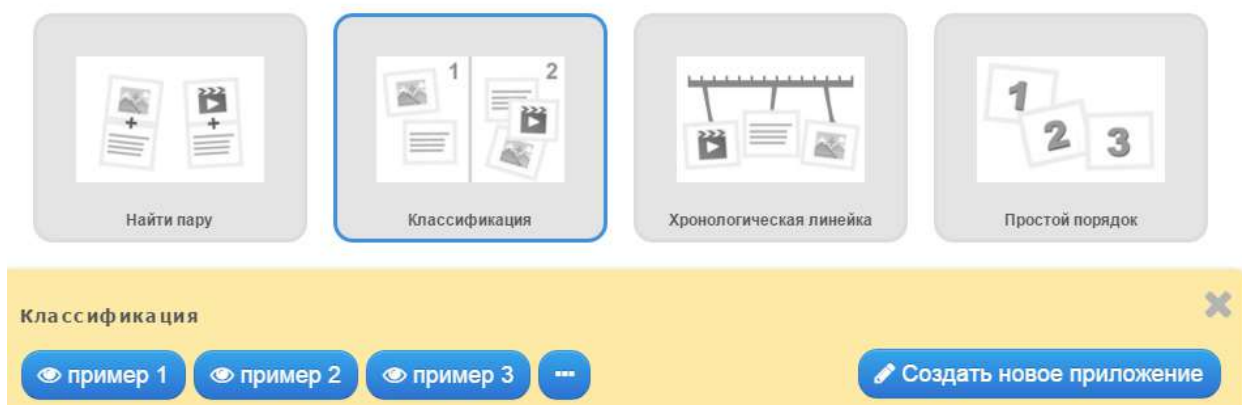 1 2
1 2 3
Найти пару
Классификация
Хронологическая линейка
Простой порядок
Классификация
пример 1 пример 2 пример 3 Создать новое приложение